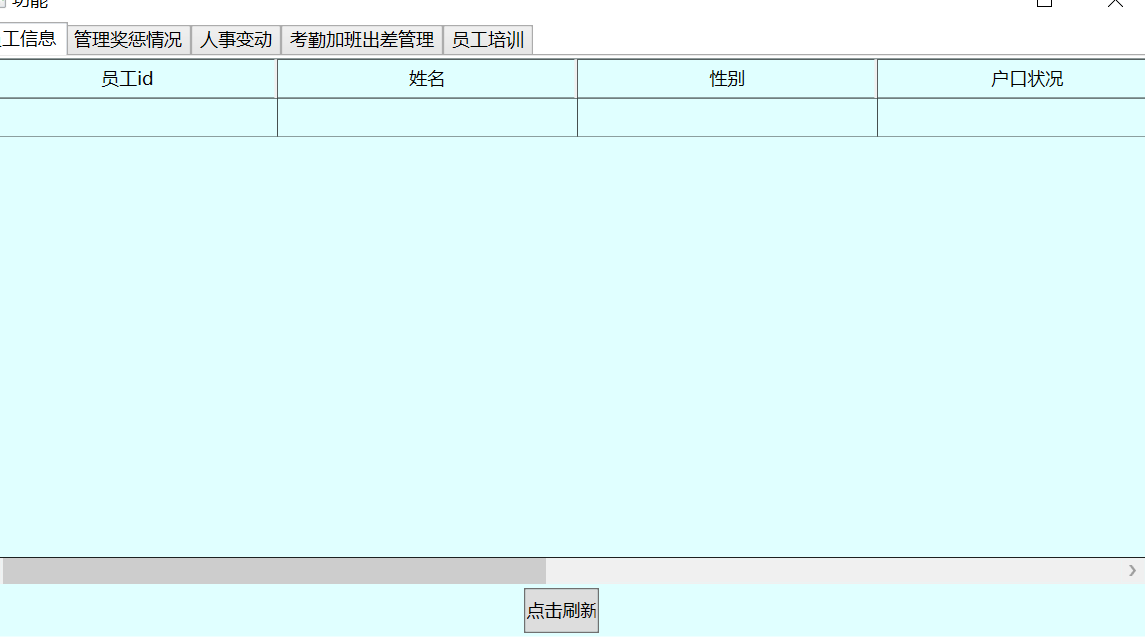 功能
工信息 管理奖惩情况 人事变动 考勤加班出差管理 员工培训
员工id 姓名 性别 户口状况
点击刷新